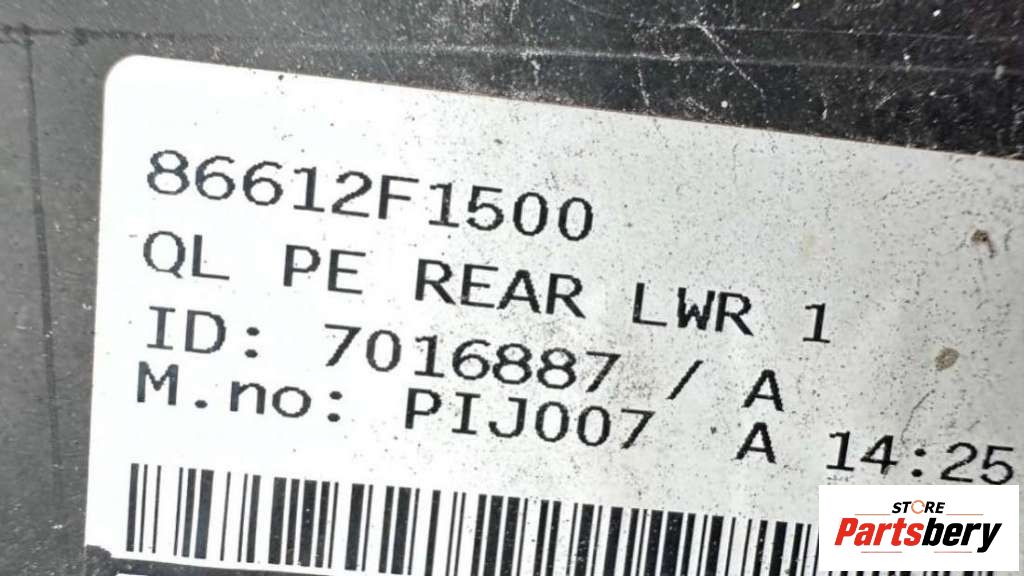 86612F1500
QL PE REAR LWR 1
ID: 7016887 / A
M.no: PIJ007 A 14:25
STORE
Partsbery